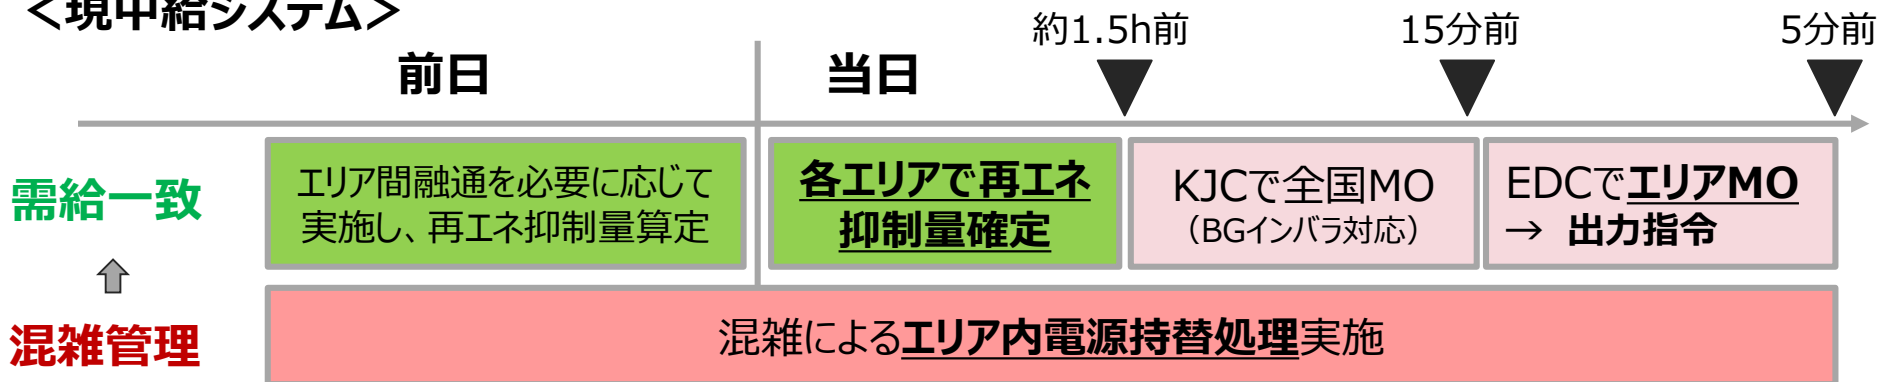 ＜現中給システム＞
約1.5h前
15分前
5分前
前日
当日
需給一致
エリア間融通を必要に応じて
実施し、再エネ抑制量算定
各エリアで再エネ
抑制量確定
KJCで全国MO
（BGインバラ対応）
EDCでエリアMO
→ 出力指令
混雑管理
混雑によるエリア内電源持替処理実施